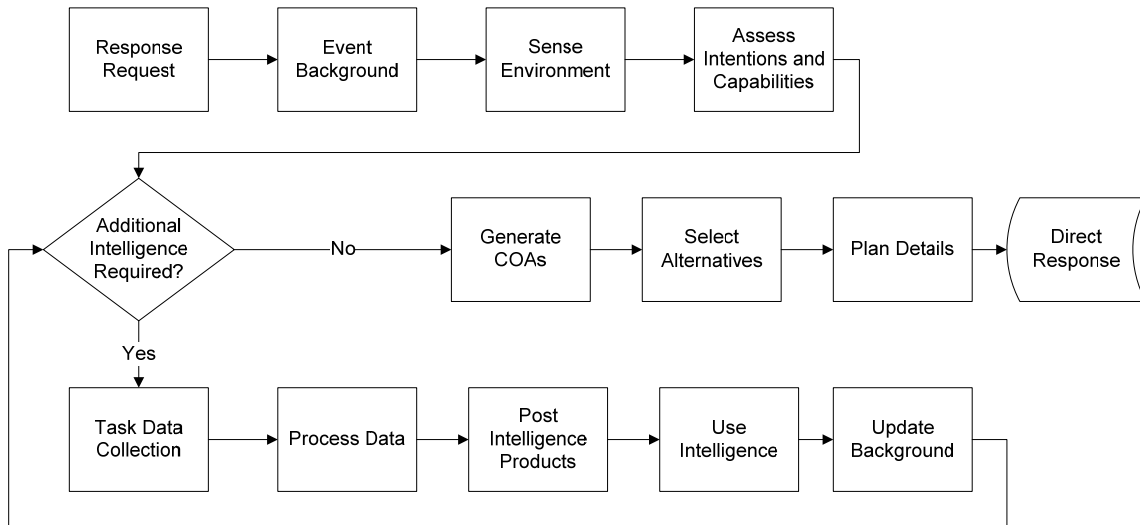 Response
Request
Event
Background
Sense
Environment
Assess
Intentions and
Capabilities
Additional
Intelligence
Required?
No
Generate
COAs
Select
Alternatives
Plan Details
Direct
Response
Yes
Task Data
Collection
Process Data
Post
Intelligence
Products
Use
Intelligence
Update
Background